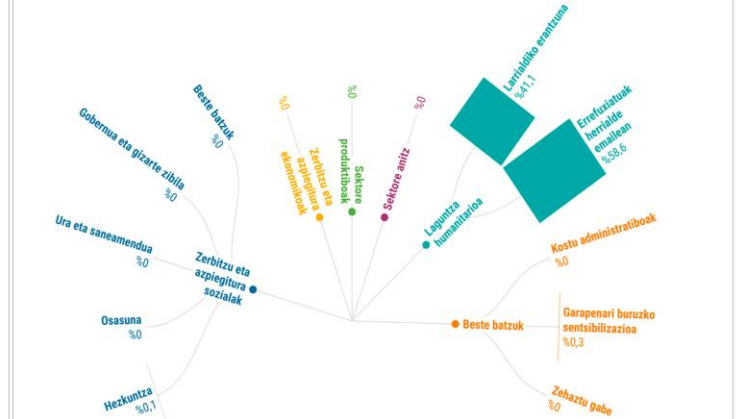 Beste batzuk
%0
Gobernua eta gizarte zibila
%0
Ura eta saneamendua
%0
Osasuna
%0
Hezkuntza
%0,1
Zerbitzu eta
azpiegitura
sozialak
%0
Zerbitzu eta
azpiegitura
ekonomikoak
%0
Sektore
produktiboak
%0
Sektore anitz
Laguntza
humanitarioa
Larrialdiko erantzuna
%41,1
Errefuxiatuak
herrialde
emailean
%58,6
Beste batzuk
Kostu administratiboak
%0
Garapenari buruzko
sentsibilizazioa
%0,3
Zehaztu gabe
%0